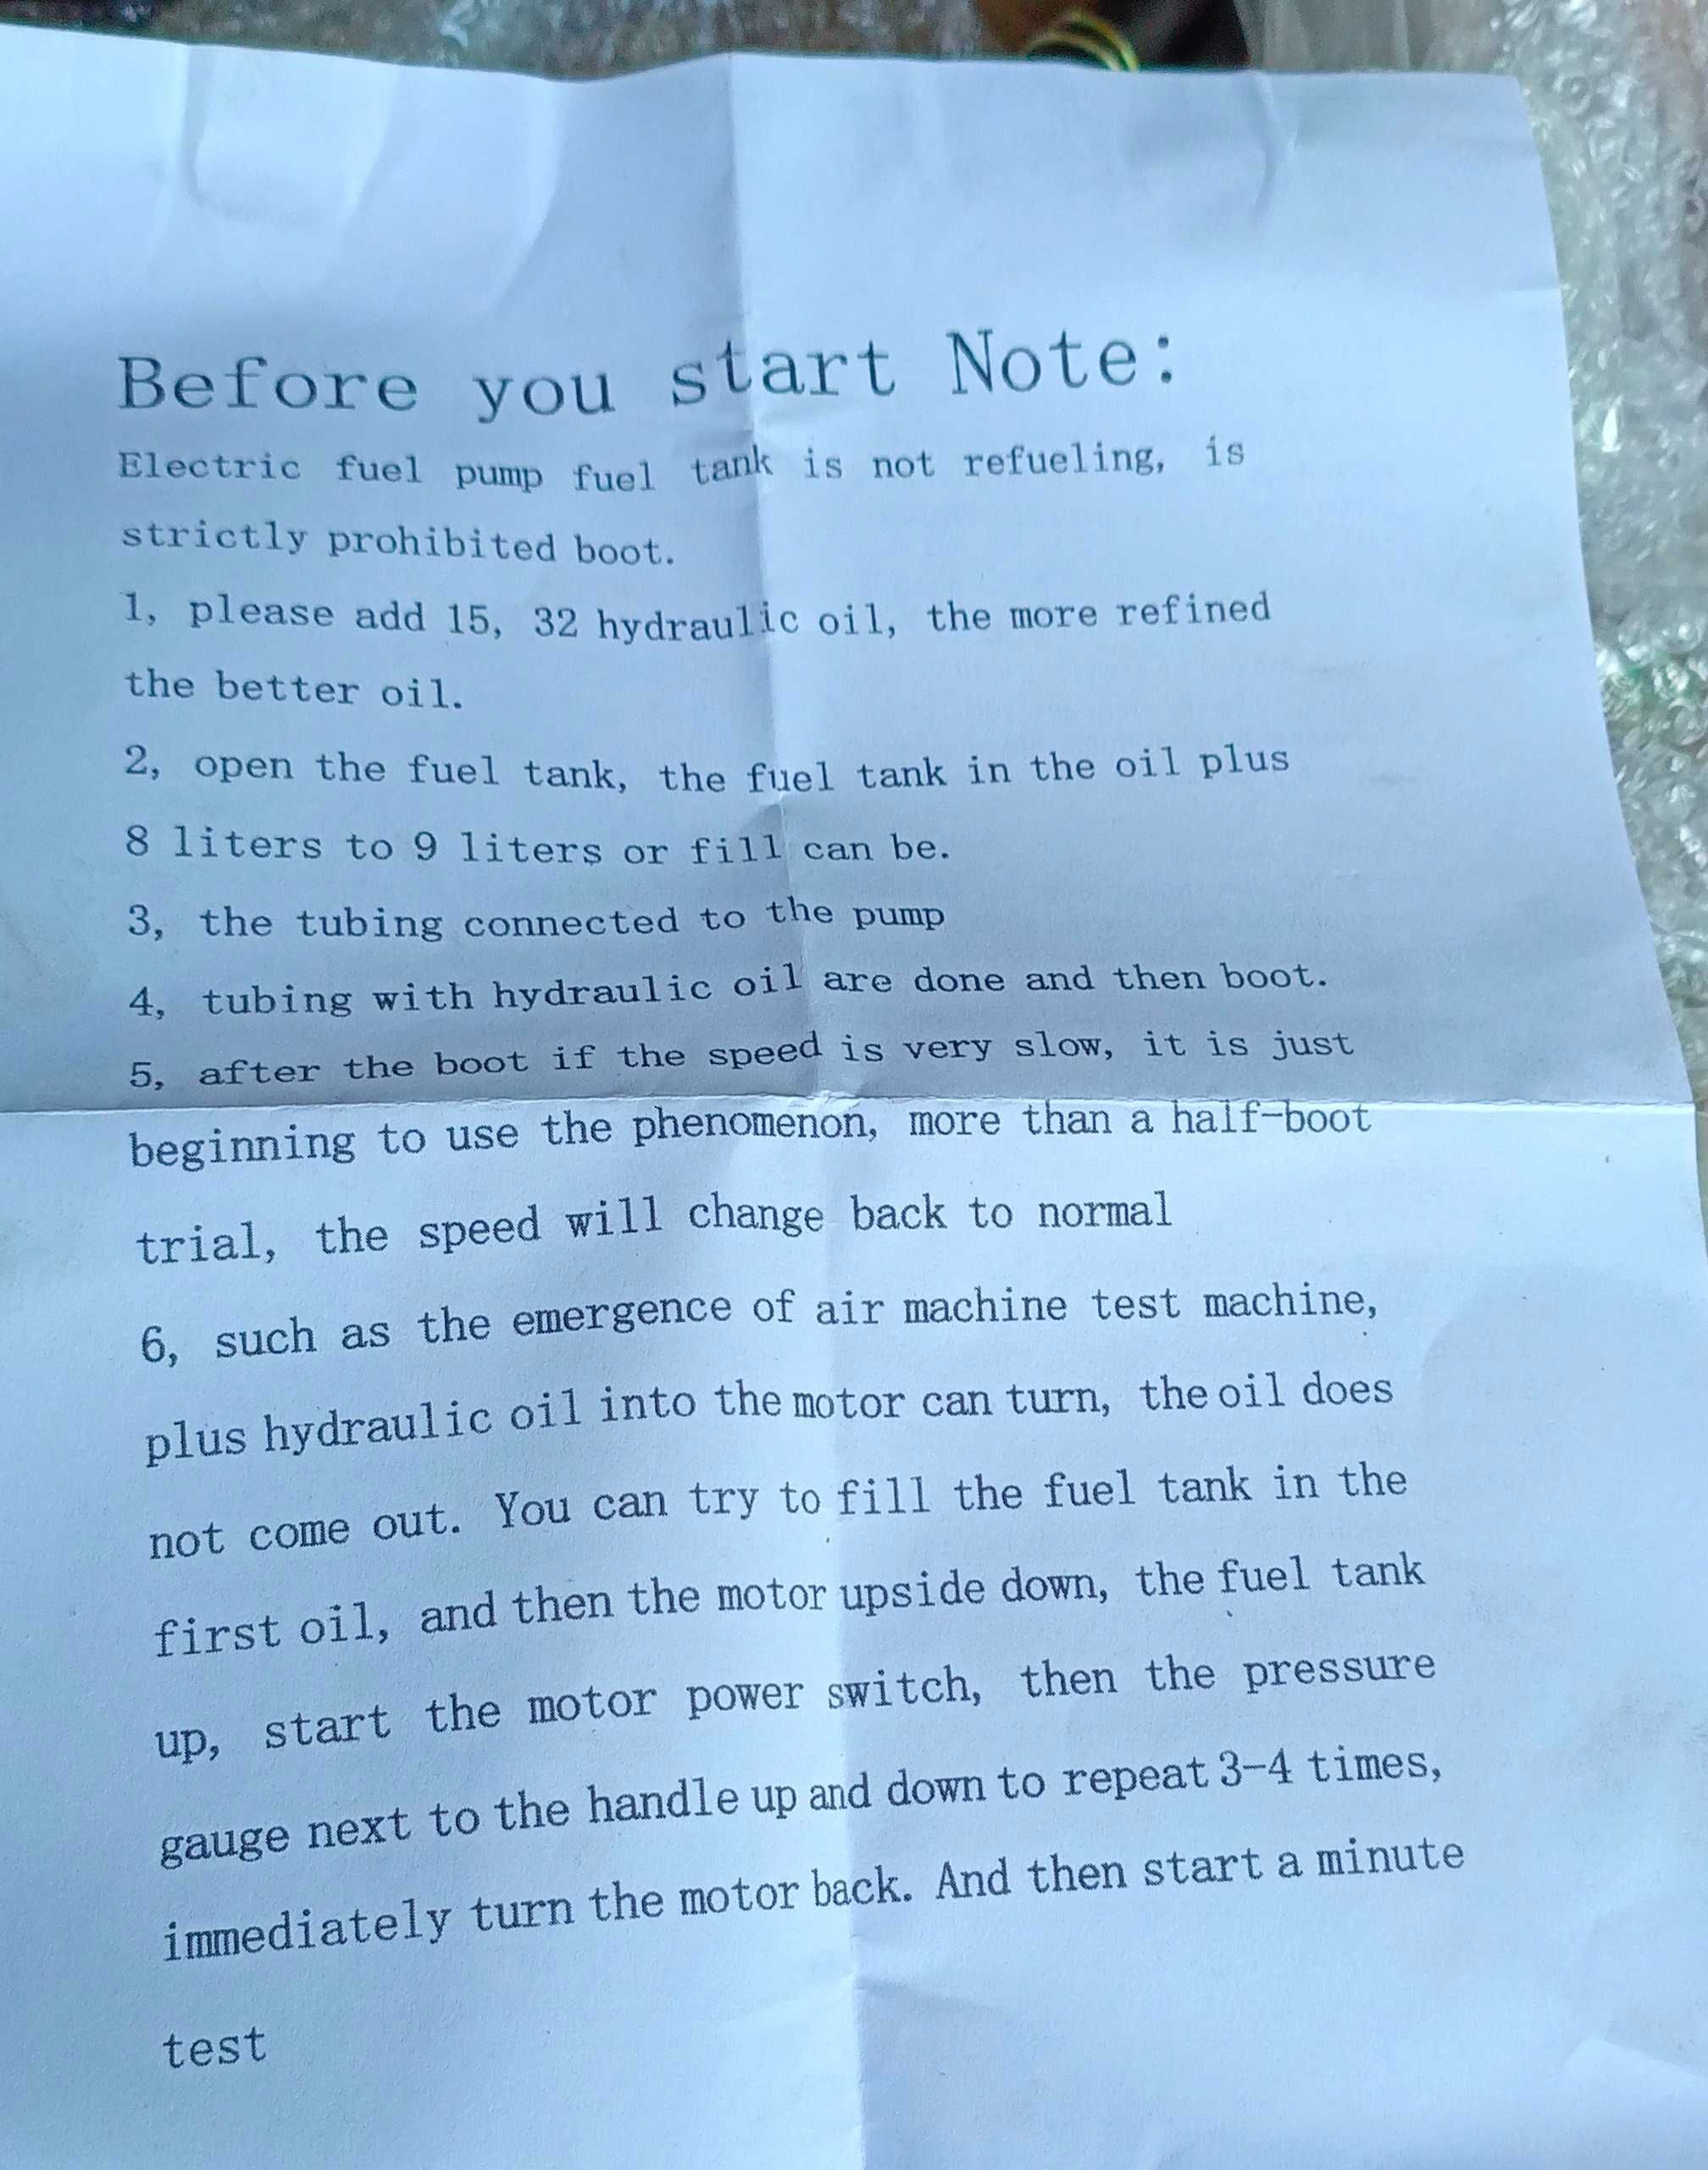 Before you start Note:
Electric fuel pump fuel tank is not refueling, is
strictly prohibited boot.
1, please add 15, 32 hydraulic oil, the more refined
the better oil.
2, open the fuel tank, the fuel tank in the oil plus
8 liters to 9 liters or fill can be.
3, the tubing connected to the pump
4, tubing with hydraulic oil are done and then boot.
5, after the boot if the speed is very slow, it is just
beginning to use the phenomenon, more than a half-boot
trial, the speed will change back to normal
6, such as the emergence of air machine test machine,
plus hydraulic oil into the motor can turn, the oil does
not come out. You can try to fill the fuel tank in the
first oil, and then the motor upside down, the fuel tank
up, start the motor power switch, then the pressure
gauge next to the handle up and down to repeat 3-4 times,
immediately turn the motor back. And then start a minute
test